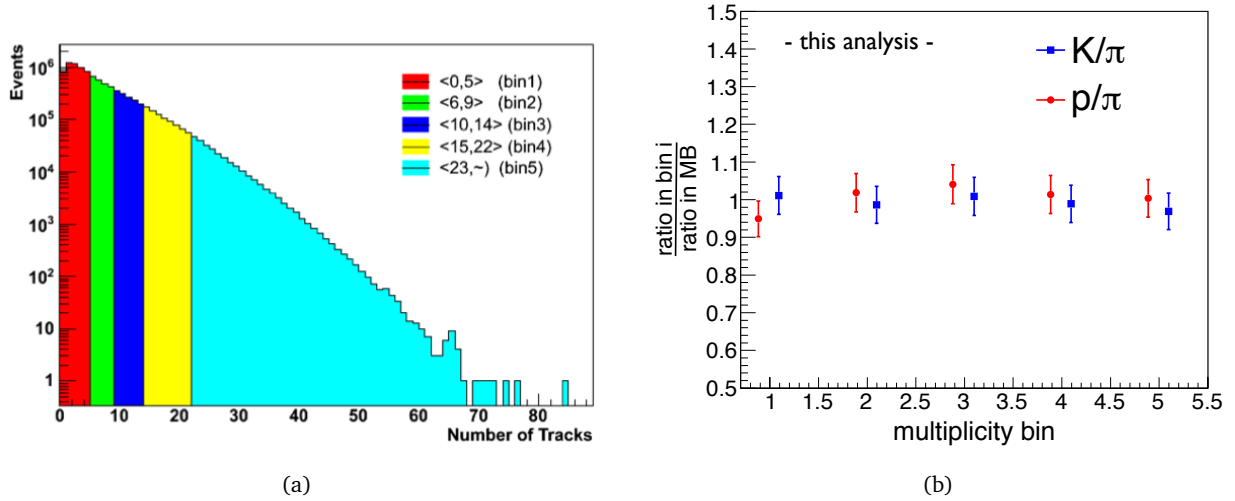 Events
10⁶
10⁵
10⁴
10³
10²
10
1
0 10 20 30 40 50 60 70 80
Number of Tracks
<0,5> (bin1)
<6,9> (bin2)
<10,14> (bin3)
<15,22> (bin4)
<23,~) (bin5)
(a)
ratio in bin i
ratio in MB
1.5
1.4
1.3
1.2
1.1
1
0.9
0.8
0.7
0.6
0.5
- this analysis -
K/π
p/π
1 1.5 2 2.5 3 3.5 4 4.5 5 5.5
multiplicity bin
(b)